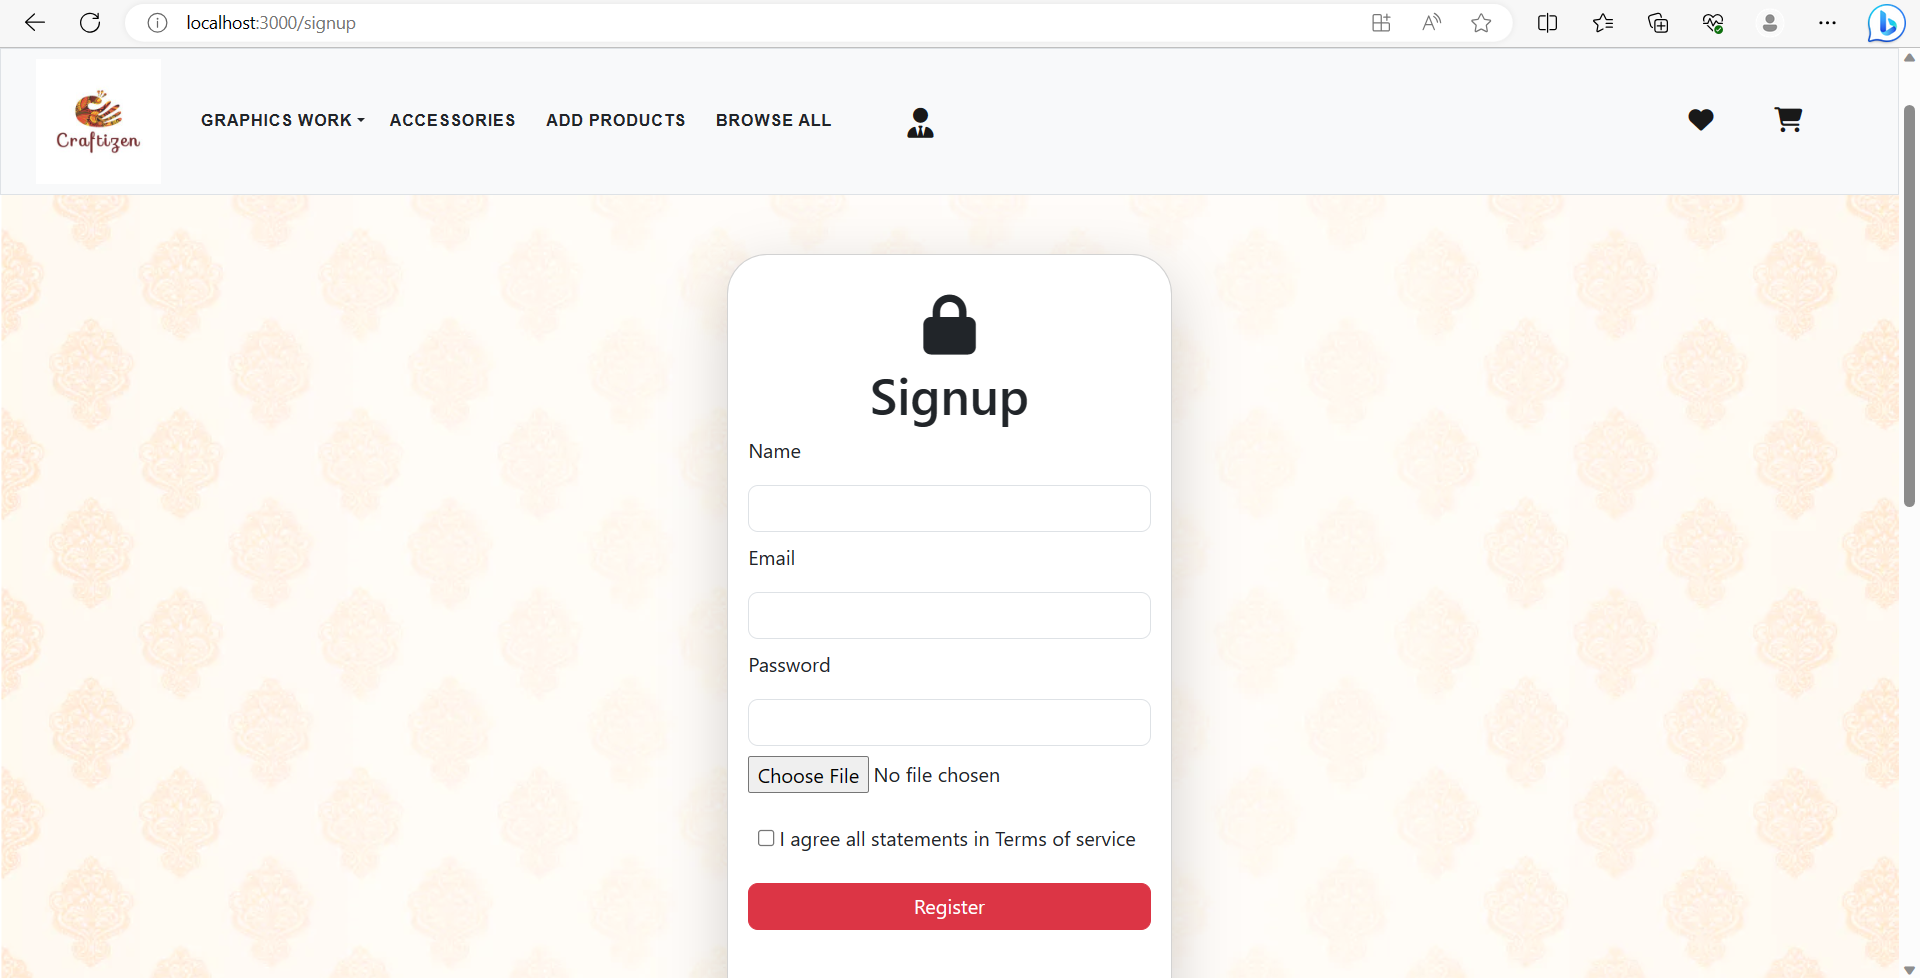 localhost:3000/signup
Craftizen
GRAPHICS WORK
ACCESSORIES
ADD PRODUCTS
BROWSE ALL
Signup
Name
Email
Password
Choose File No file chosen
I agree all statements in Terms of service
Register